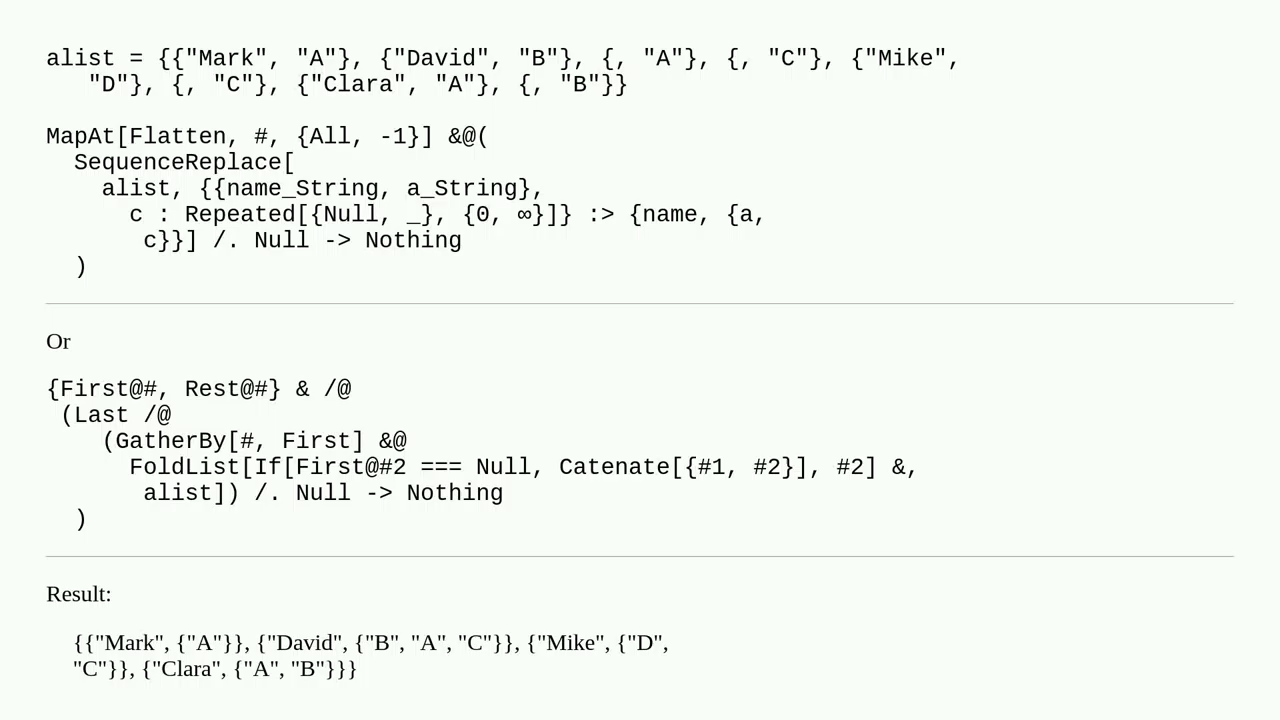 alist = {{"Mark", "A"}, {"David", "B"}, {, "A"}, {, "C"}, {"Mike",
"D"}, {, "C"}, {"Clara", "A"}, {, "B"}}
MapAt[Flatten, #, {All, -1}] &@(
SequenceReplace[
alist, {{name_String, a_String},
c : Repeated[{Null, _}, {0, ∞}]} :> {name, {a,
c}}] /. Null -> Nothing
)
Or
{First@#, Rest@#} & /@
(Last /@
(GatherBy[#, First] &@
FoldList[If[First@#2 === Null, Catenate[{#1, #2}], #2] &,
alist]) /. Null -> Nothing
)
Result:
{{"Mark", {"A"}}, {"David", {"B", "A", "C"}}, {"Mike", {"D",
"C"}}, {"Clara", {"A", "B"}}}